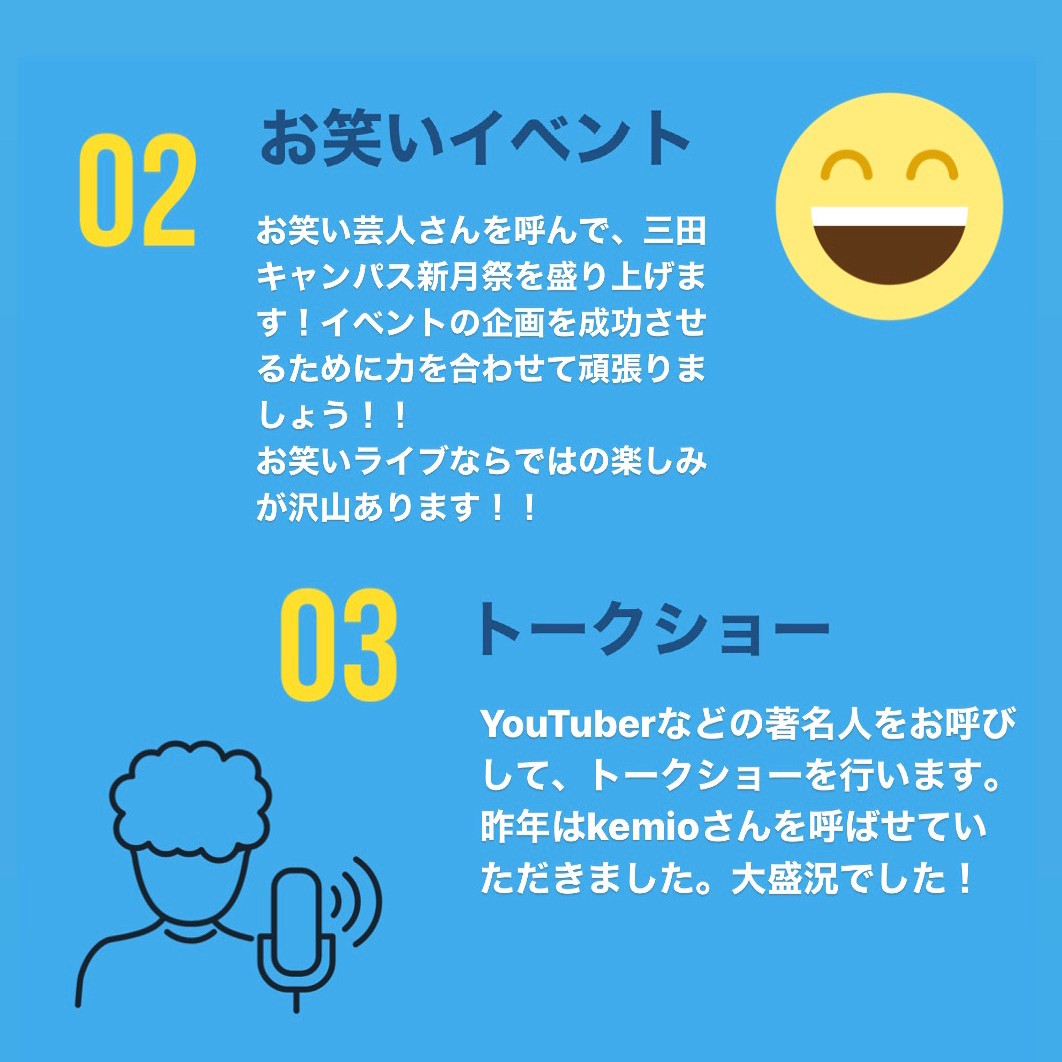 02
お笑いイベント
お笑い芸人さんを呼んで、三田
キャンパス新月祭を盛り上げま
す！イベントの企画を成功させ
るために力を合わせて頑張りま
しょう！！
お笑いライブならではの楽しみ
が沢山あります！！
03
トークショー
YouTuberなどの著名人をお呼び
して、トークショーを行います。
昨年はkemioさんを呼ばせてい
ただきました。大盛況でした！